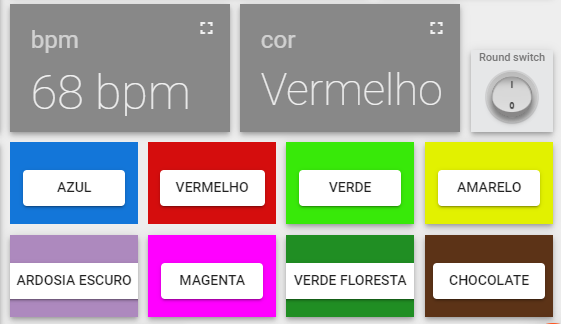 bpm
68 bpm
cor
Vermelho
Round switch
I
0
AZUL
VERMELHO
VERDE
AMARELO
ARDOSIA ESCURO
MAGENTA
VERDE FLORESTA
CHOCOLATE